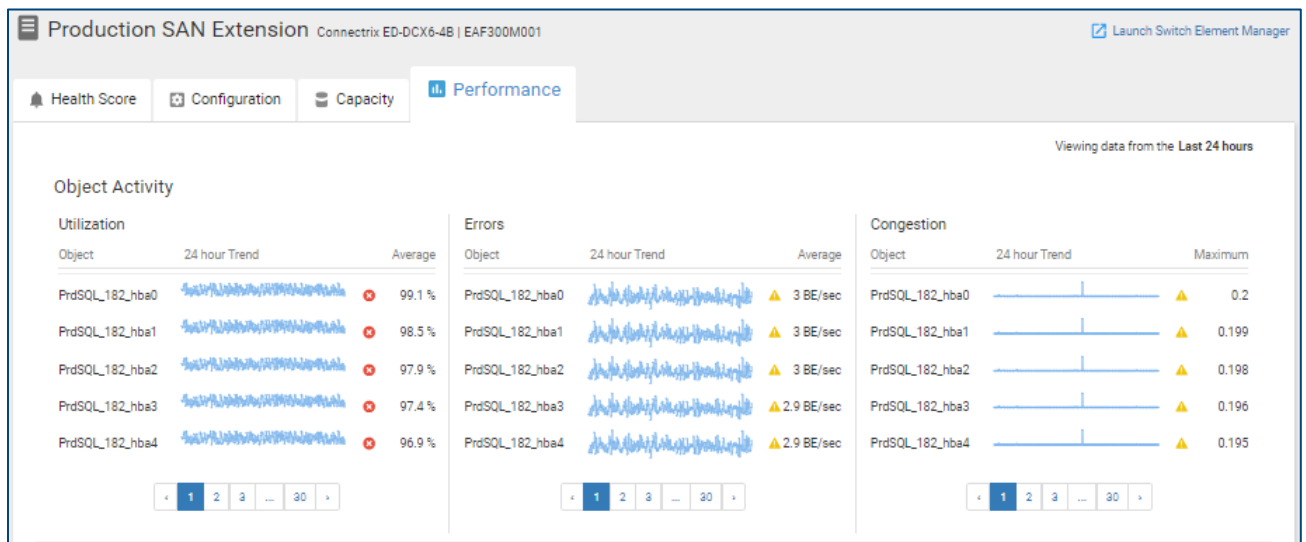 Production SAN Extension Connectrix ED-DCX6-4B | EAF300M001
Launch Switch Element Manager
Health Score
Configuration
Capacity
Performance
Viewing data from the Last 24 hours
Object Activity
Utilization
Object 24 hour Trend Average
PrdSQL_182_hba0 99.1 %
PrdSQL_182_hba1 98.5 %
PrdSQL_182_hba2 97.9 %
PrdSQL_182_hba3 97.4 %
PrdSQL_182_hba4 96.9 %
‹ 1 2 3 ... 30 ›
Errors
Object 24 hour Trend Average
PrdSQL_182_hba0 3 BE/sec
PrdSQL_182_hba1 3 BE/sec
PrdSQL_182_hba2 3 BE/sec
PrdSQL_182_hba3 2.9 BE/sec
PrdSQL_182_hba4 2.9 BE/sec
‹ 1 2 3 ... 30 ›
Congestion
Object 24 hour Trend Maximum
PrdSQL_182_hba0 0.2
PrdSQL_182_hba1 0.199
PrdSQL_182_hba2 0.198
PrdSQL_182_hba3 0.196
PrdSQL_182_hba4 0.195
‹ 1 2 3 ... 30 ›